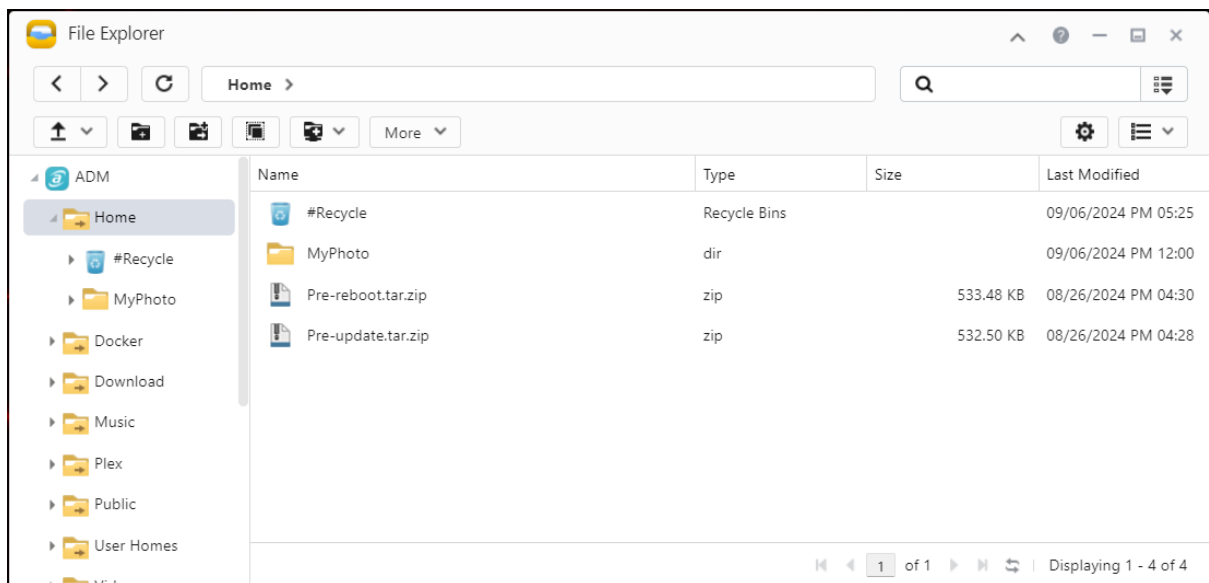 File Explorer
Home >
More
ADM
Home
#Recycle
MyPhoto
Docker
Download
Music
Plex
Public
User Homes
Name Type Size Last Modified
#Recycle Recycle Bins 09/06/2024 PM 05:25
MyPhoto dir 09/06/2024 PM 12:00
Pre-reboot.tar.zip zip 533.48 KB 08/26/2024 PM 04:30
Pre-update.tar.zip zip 532.50 KB 08/26/2024 PM 04:28
1 of 1 Displaying 1 - 4 of 4